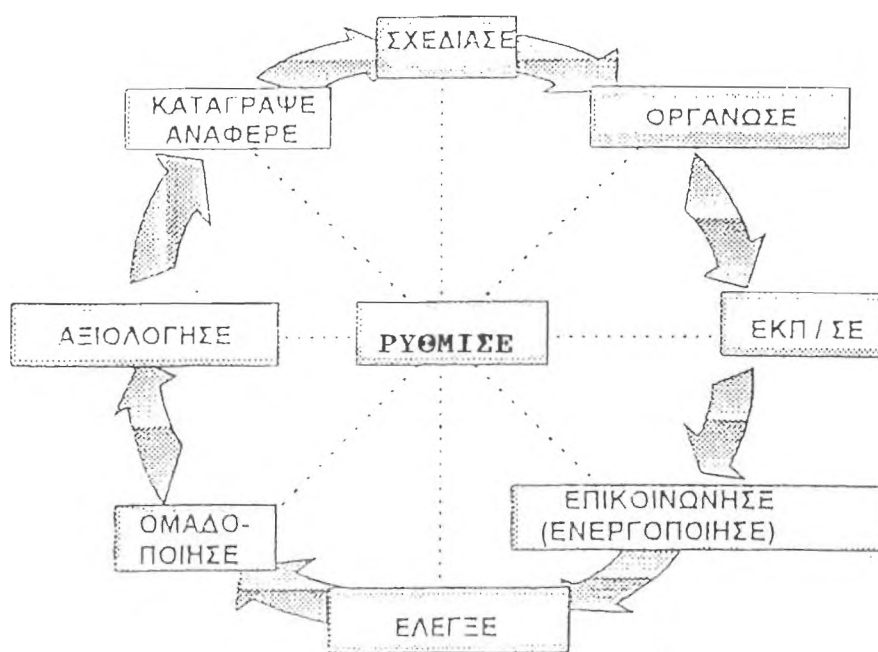 ΣΧΕΔΙΑΣΕ
ΟΡΓΑΝΩΣΕ
ΕΚΠ / ΣΕ
ΕΠΙΚΟΙΝΩΝΗΣΕ
(ΕΝΕΡΓΟΠΟΙΗΣΕ)
ΕΛΕΓΞΕ
ΟΜΑΔΟ-
ΠΟΙΗΣΕ
ΑΞΙΟΛΟΓΗΣΕ
ΚΑΤΑΓΡΑΨΕ
ΑΝΑΦΕΡΕ
ΡΥΘΜΙΣΕ